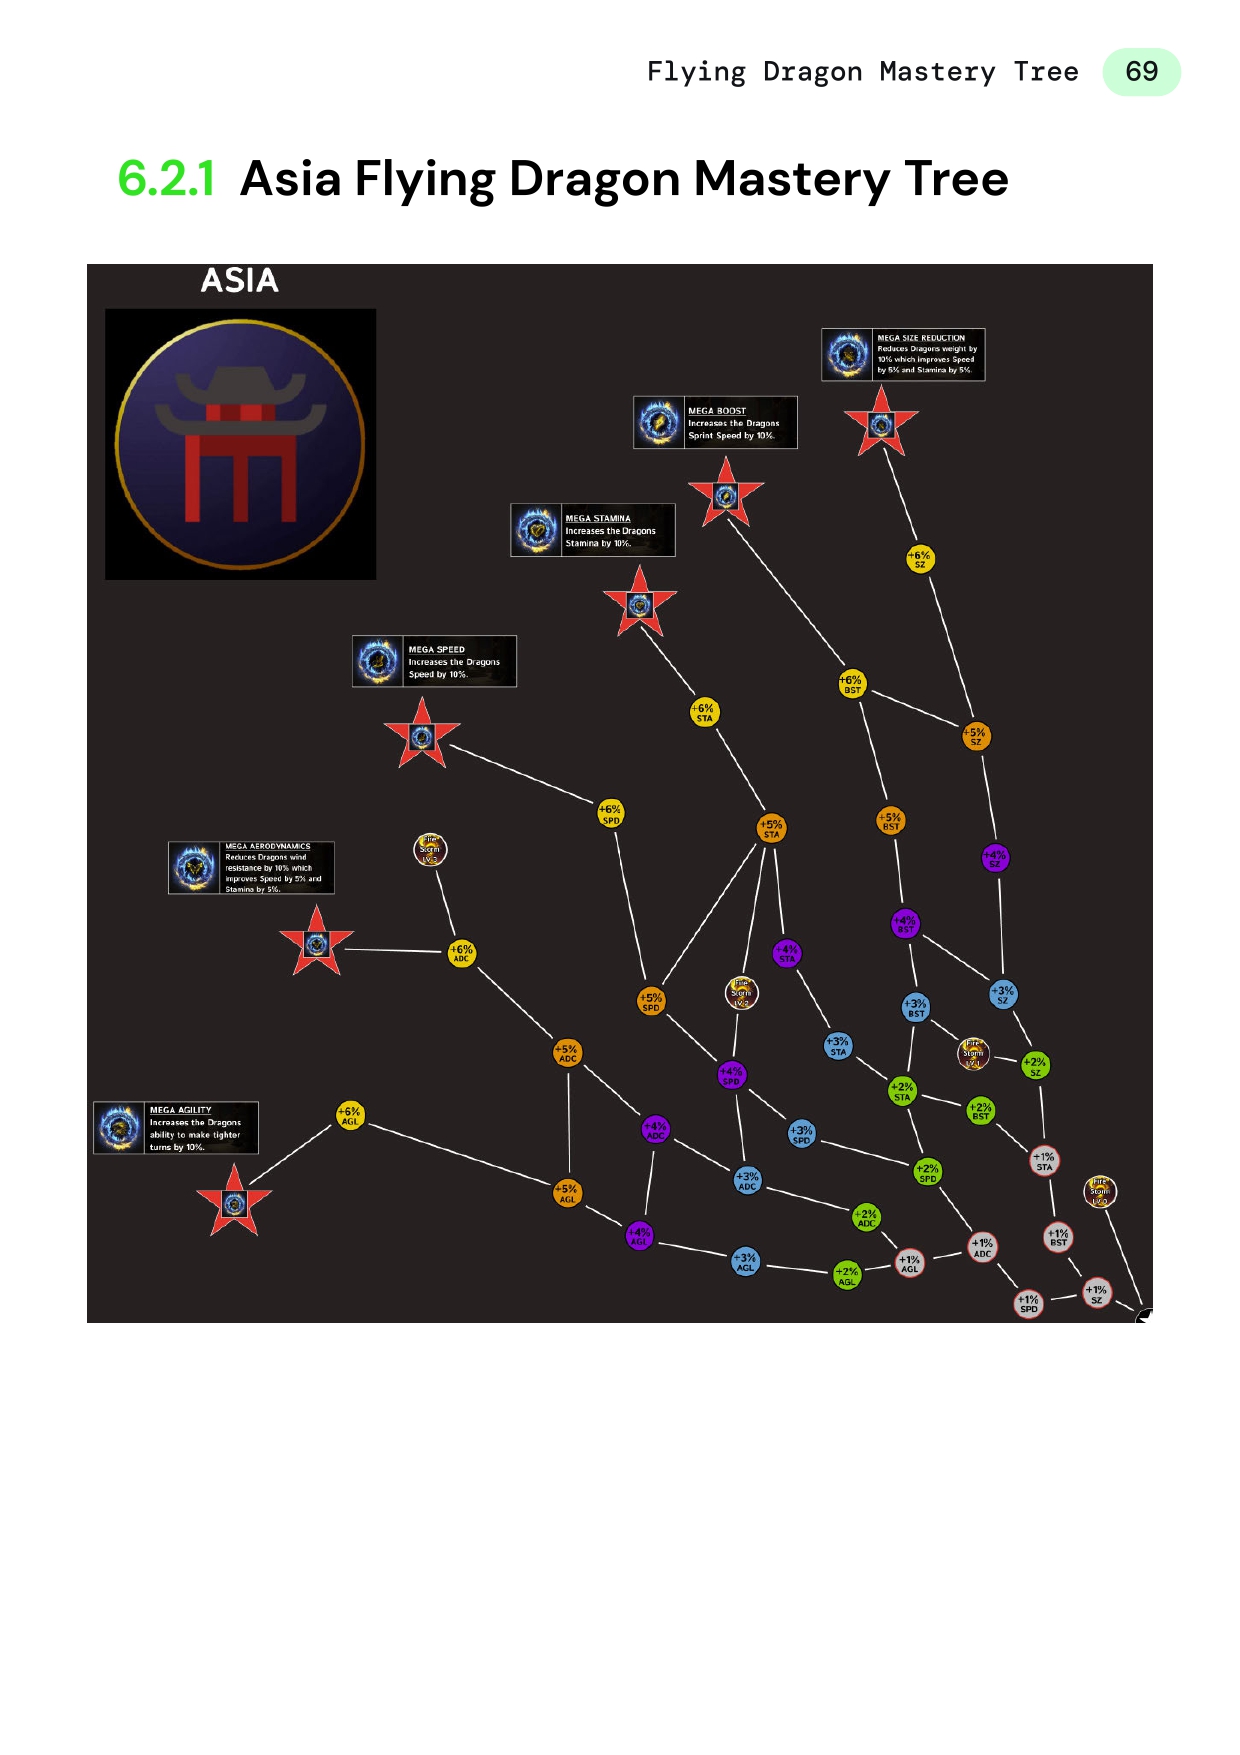 Flying Dragon Mastery Tree 69
6.2.1 Asia Flying Dragon Mastery Tree
ASIA
MEGA SIZE REDUCTION
Reduces Dragons weight by
10% which improves Speed
by 5% and Stamina by 5%.
MEGA BOOST
Increases the Dragons
Sprint Speed by 10%.
MEGA STAMINA
Increases the Dragons
Stamina by 10%.
+6%
SZ
MEGA SPEED
Increases the Dragons
Speed by 10%.
+6%
BST
+6%
STA
+5%
SZ
+6%
SPD
+5%
STA
+5%
BST
MEGA AERODYNAMICS
Reduces Dragons wind
resistance by 10% which
improves Speed by 5% and
Stamina by 5%.
Fire
Storm
LV.3
+4%
SZ
+4%
BST
+6%
ADC
+4%
STA
+5%
SPD
Fire
Storm
LV.2
+3%
SZ
+3%
BST
+5%
ADC
+3%
STA
Fire
Storm
LV.1
+2%
SZ
+4%
SPD
+2%
STA
+2%
BST
MEGA AGILITY
Increases the Dragons
ability to make tighter
turns by 10%.
+6%
AGL
+4%
ADC
+3%
SPD
+1%
STA
+2%
SPD
+3%
ADC
+5%
AGL
Fire
Storm
LV.0
+2%
ADC
+4%
AGL
+1%
BST
+1%
ADC
+3%
AGL
+1%
AGL
+2%
AGL
+1%
SZ
+1%
SPD